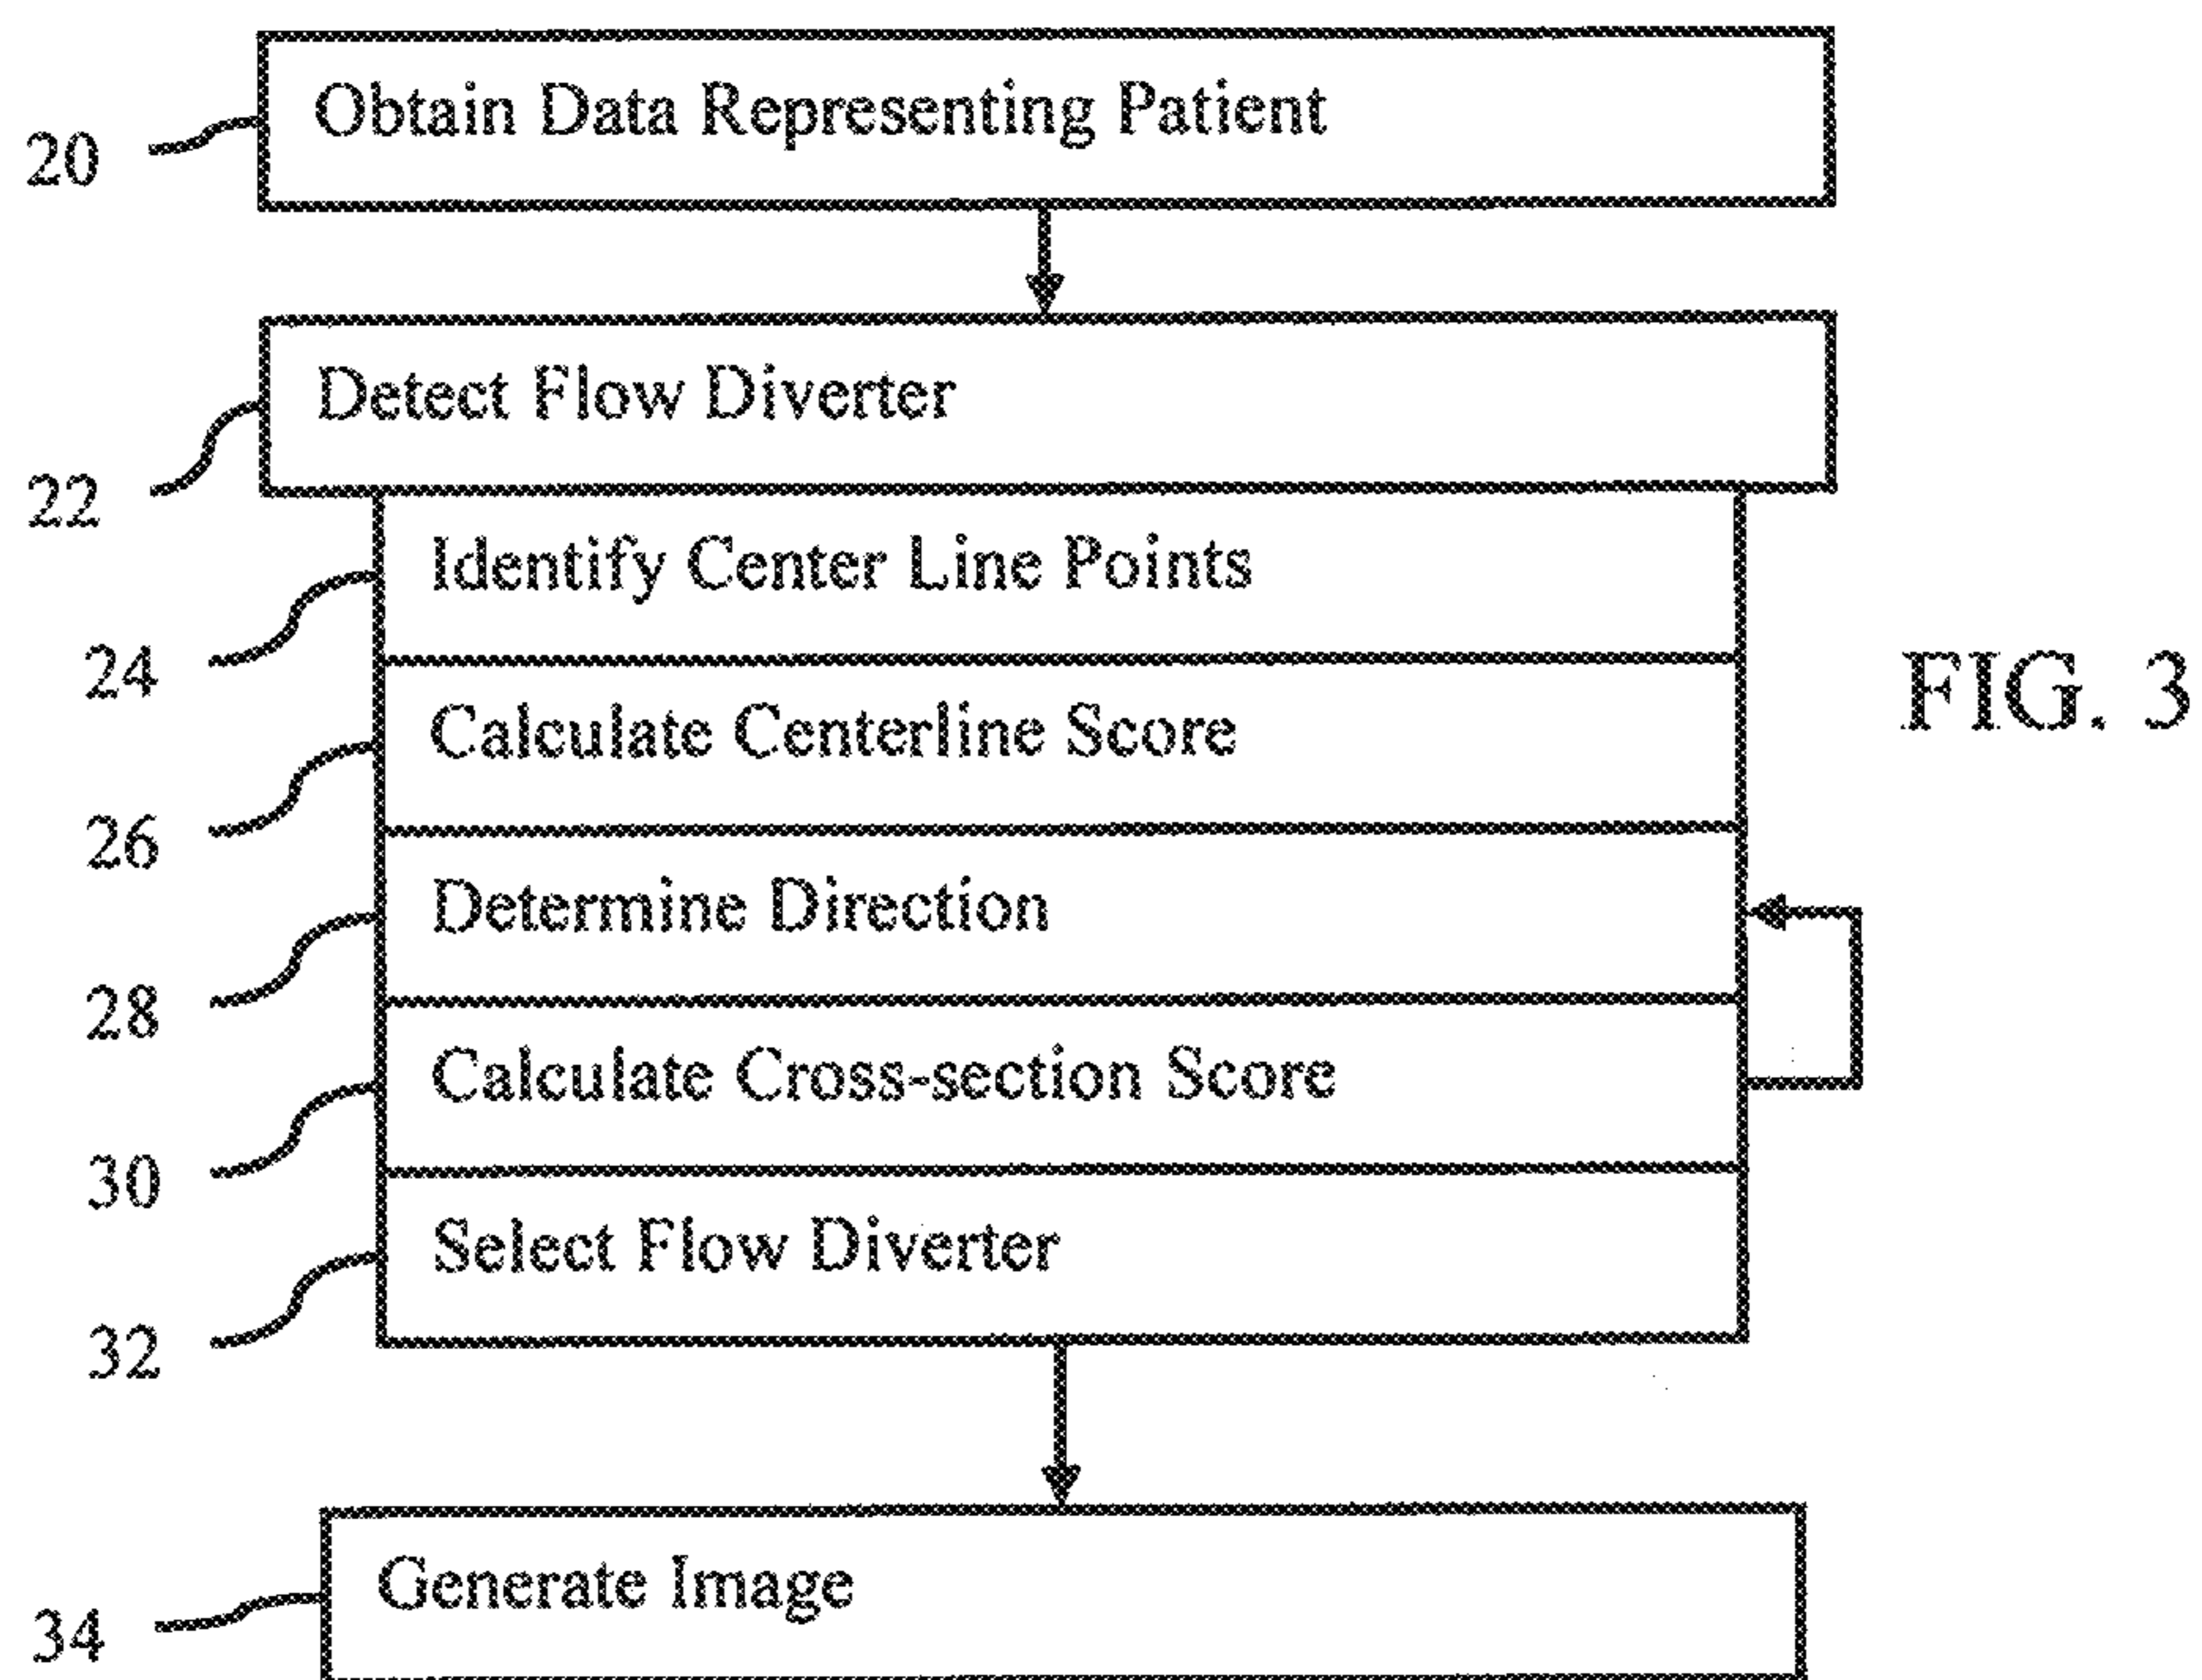 Obtain Data Representing Patient
20
Detect Flow Diverter
22
Identify Center Line Points
24
Calculate Centerline Score
FIG. 3
26
Determine Direction
28
Calculate Cross-section Score
30
Select Flow Diverter
32
Generate Image
34